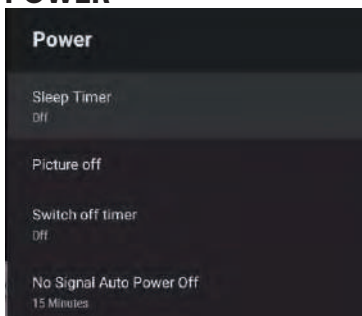 POWER
Power
Sleep Timer
Off
Picture off
Switch off timer
Off
No Signal Auto Power Off
15 Minutes